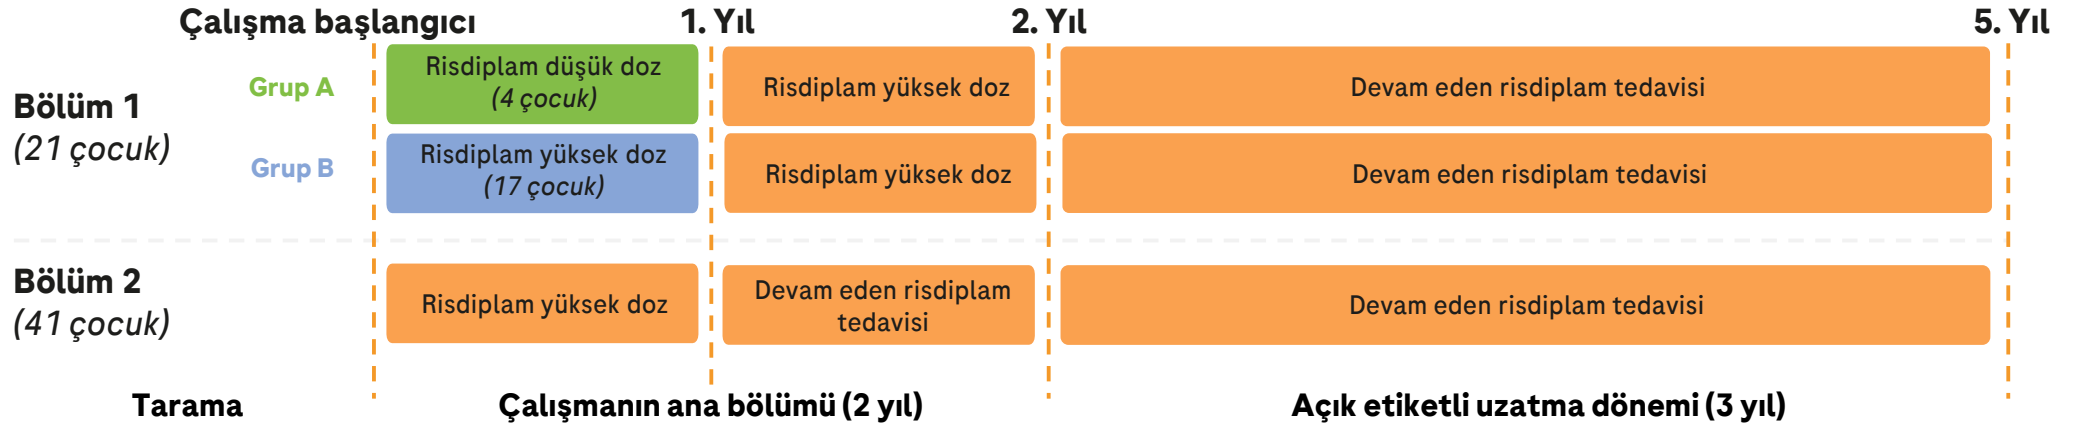 Çalışma başlangıcı
1. Yıl
2. Yıl
5. Yıl
Bölüm 1
(21 çocuk)
Grup A
Risdiplam düşük doz
(4 çocuk)
Risdiplam yüksek doz
Devam eden risdiplam tedavisi
Grup B
Risdiplam yüksek doz
(17 çocuk)
Risdiplam yüksek doz
Devam eden risdiplam tedavisi
Bölüm 2
(41 çocuk)
Risdiplam yüksek doz
Devam eden risdiplam
tedavisi
Devam eden risdiplam tedavisi
Tarama
Çalışmanın ana bölümü (2 yıl)
Açık etiketli uzatma dönemi (3 yıl)